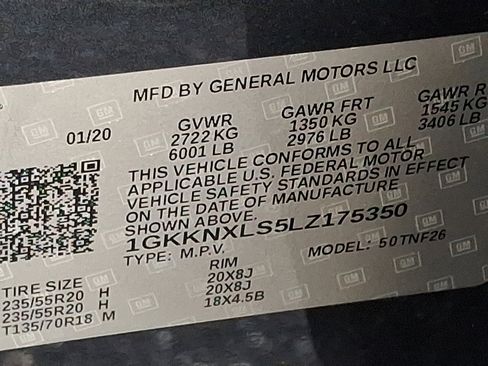 MFD BY GENERAL MOTORS LLC
01/20 GVWR GAWR FRT GAWR R
2722 KG 1350 KG 1545 KG
6001 LB 2976 LB 3406 LB
THIS VEHICLE CONFORMS TO ALL
APPLICABLE U.S. FEDERAL MOTOR
VEHICLE SAFETY STANDARDS IN EFFECT
ON THE DATE OF MANUFACTURE
SHOWN ABOVE.
1GKKNXLS5LZ175350
TYPE: M.P.V. MODEL: 50TNF26
TIRE SIZE RIM
235/55R20 H 20X8J
235/55R20 H 20X8J
T135/70R18 M 18X4.5B